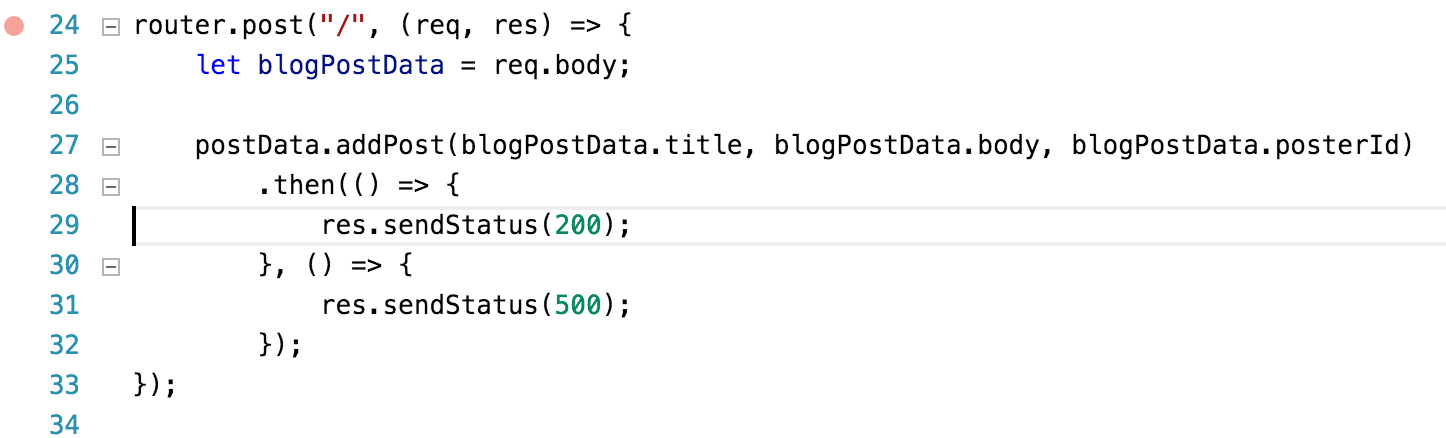 24 router.post("/", (req, res) => {
25     let blogPostData = req.body;
26
27     postData.addPost(blogPostData.title, blogPostData.body, blogPostData.posterId)
28         .then(() => {
29             res.sendStatus(200);
30         }, () => {
31             res.sendStatus(500);
32         });
33 });
34